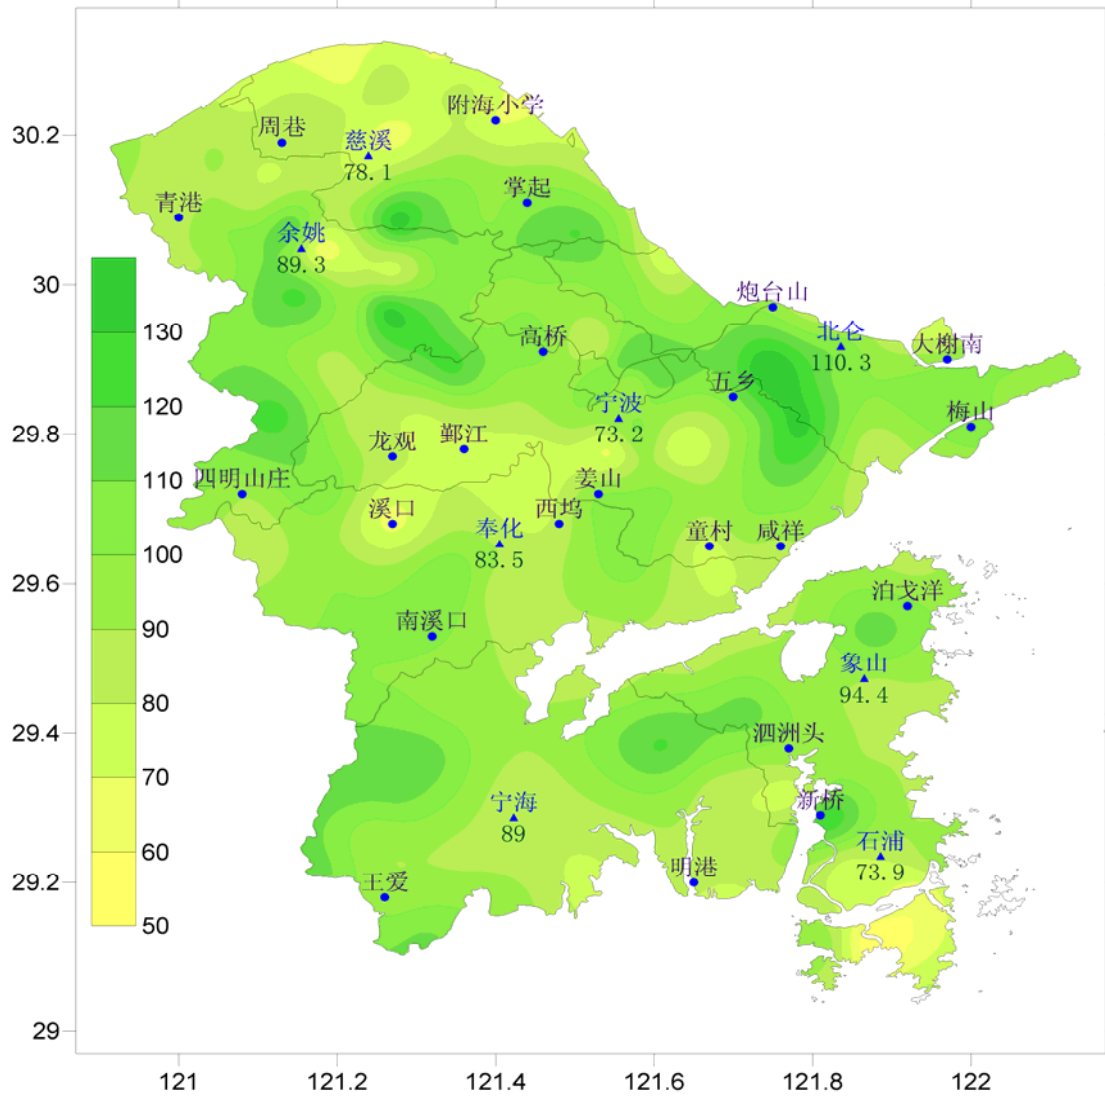 附海小学
30.2
周巷
慈溪
78.1
掌起
青港
余姚
89.3
30
炮台山
北仑
110.3
大榭南
高桥
130
五乡
宁波
73.2
120
梅山
29.8
龙观
鄞江
110
四明山庄
姜山
溪口
西坞
奉化
83.5
童村
咸祥
100
29.6
泊戈洋
90
南溪口
象山
94.4
80
29.4
泗洲头
70
宁海
89
新桥
石浦
73.9
60
29.2
王爱
明港
50
29
121
121.2
121.4
121.6
121.8
122